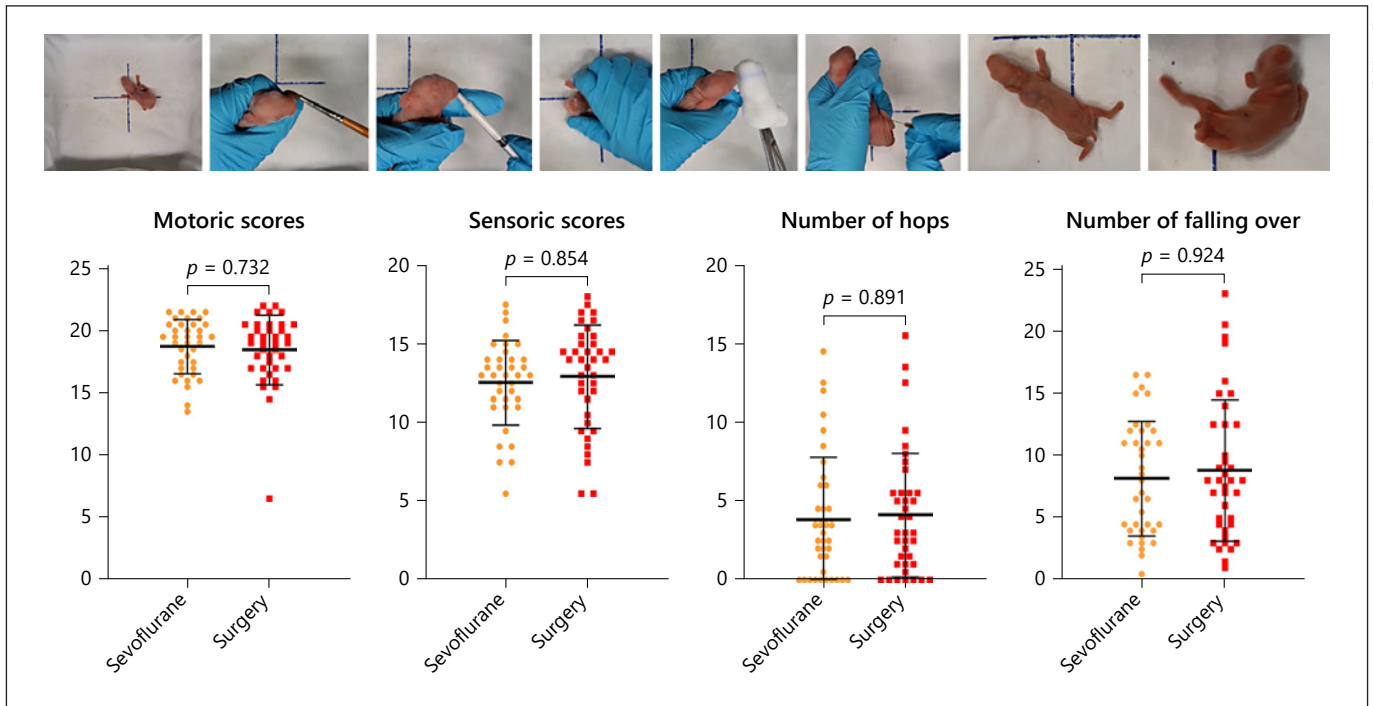 Motoric scores
p = 0.732
25
20
15
10
5
0
Sevoflurane
Surgery
Sensoric scores
p = 0.854
20
15
10
5
0
Sevoflurane
Surgery
Number of hops
p = 0.891
20
15
10
5
0
Sevoflurane
Surgery
Number of falling over
p = 0.924
25
20
15
10
5
0
Sevoflurane
Surgery